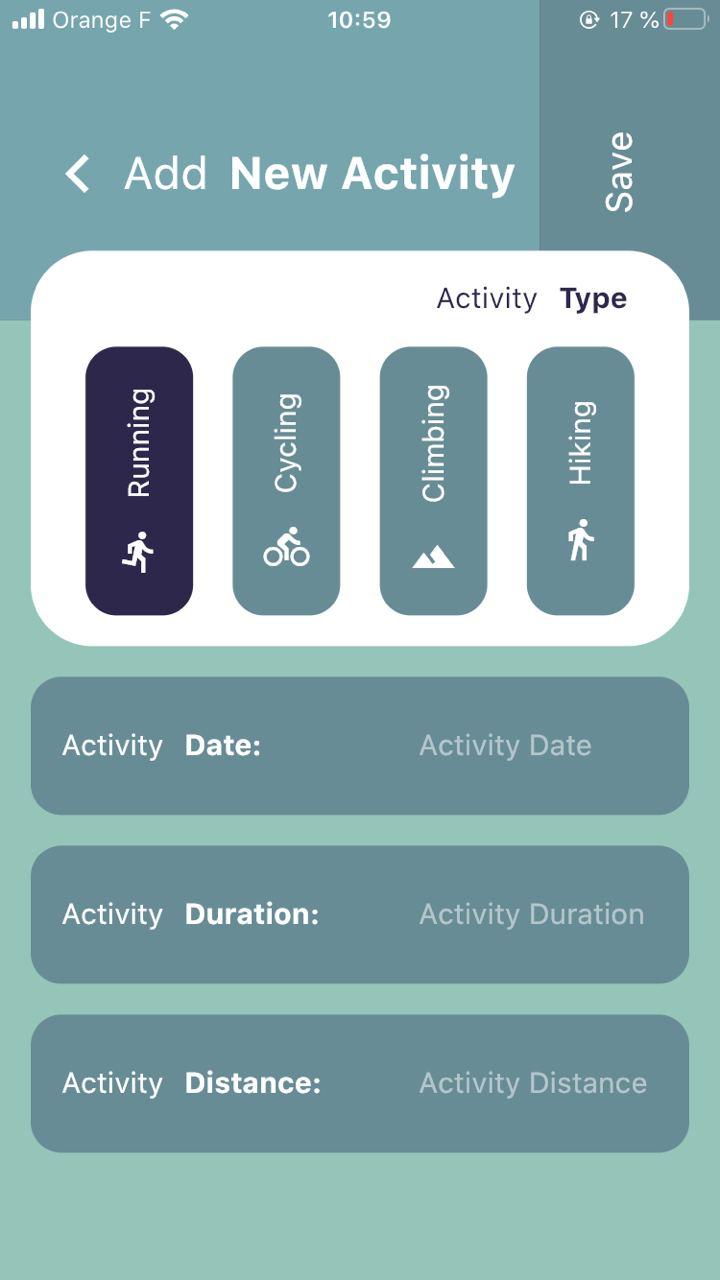 Orange F 10:59 17 %
Add New Activity
Save
Activity Type
Running
Cycling
Climbing
Hiking
Activity Date: Activity Date
Activity Duration: Activity Duration
Activity Distance: Activity Distance